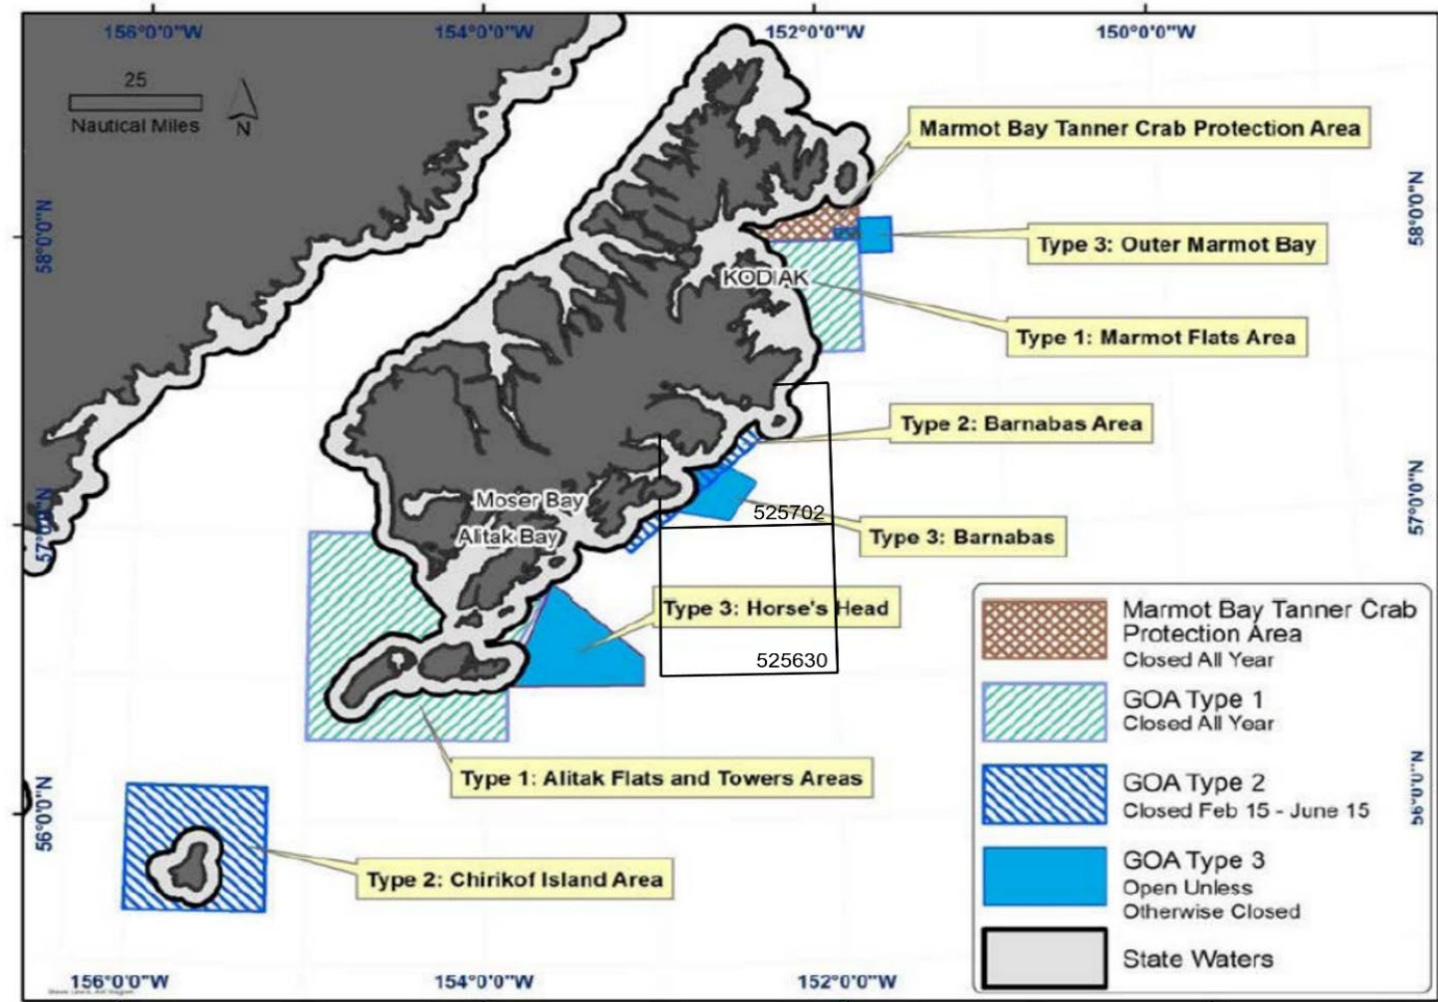 156°0'0"W
154°0'0"W
152°0'0"W
150°0'0"W
25
Nautical Miles
N
Marmot Bay Tanner Crab Protection Area
58°0'0"N
58°0'0"N
Type 3: Outer Marmot Bay
KODIAK
Type 1: Marmot Flats Area
Type 2: Barnabas Area
Moser Bay
525702
57°0'0"N
57°0'0"N
Alitak Bay
Type 3: Barnabas
Type 3: Horse's Head
525630
Marmot Bay Tanner Crab
Protection Area
Closed All Year
GOA Type 1
Closed All Year
Type 1: Alitak Flats and Towers Areas
GOA Type 2
Closed Feb 15 - June 15
56°0'0"N
56°0'0"N
Type 2: Chirikof Island Area
GOA Type 3
Open Unless
Otherwise Closed
State Waters
156°0'0"W
154°0'0"W
152°0'0"W